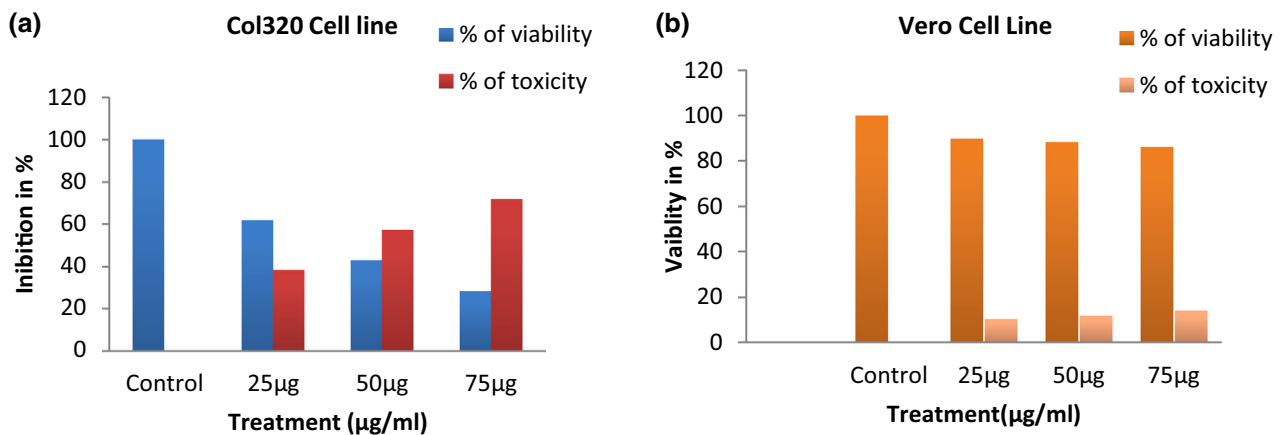 (a)
Col320 Cell line
% of viability
% of toxicity
Inibition in %
120
100
80
60
40
20
0
Control 25µg 50µg 75µg
Treatment (µg/ml)
(b)
Vero Cell Line
% of viability
% of toxicity
Vaiblity in %
120
100
80
60
40
20
0
Control 25µg 50µg 75µg
Treatment(µg/ml)